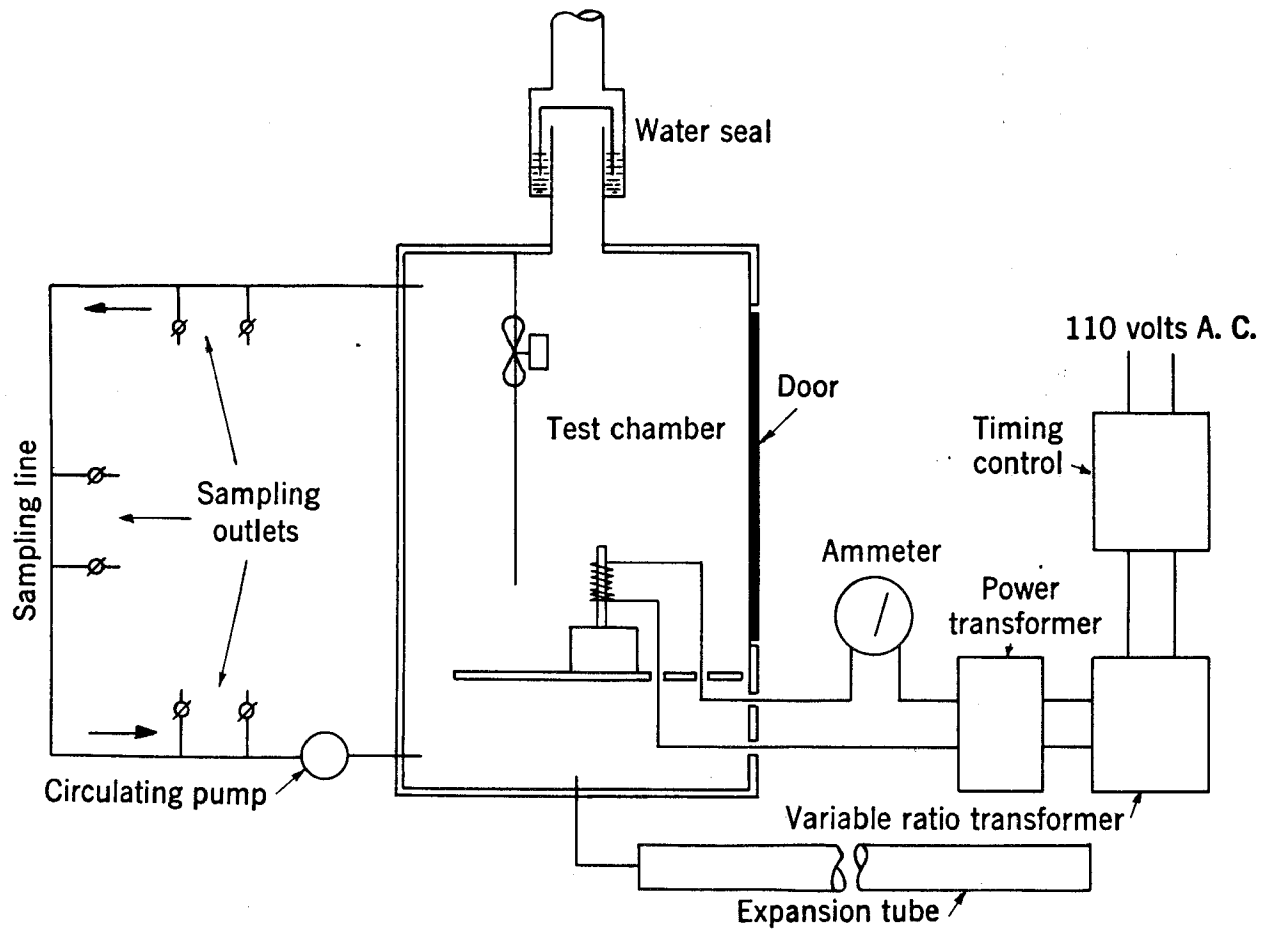 Water seal
110 volts A. C.
Door
Test chamber
Timing
control
Sampling line
Sampling
outlets
Ammeter
Power
transformer
Circulating pump
Variable ratio transformer
Expansion tube